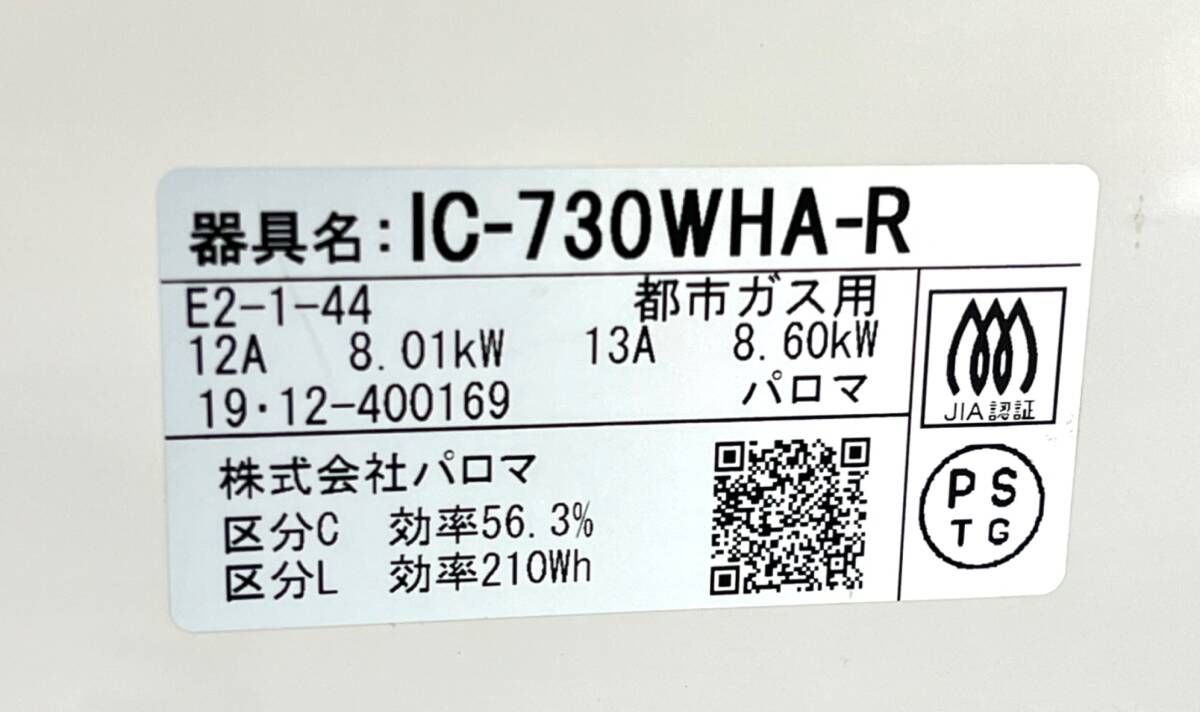 器具名:IC-730WHA-R
E2-1-44 都市ガス用
12A 8.01kW 13A 8.60kW
19・12-400169 パロマ
JIA認証
株式会社パロマ
区分C 効率56.3%
区分L 効率210Wh
PS
TG